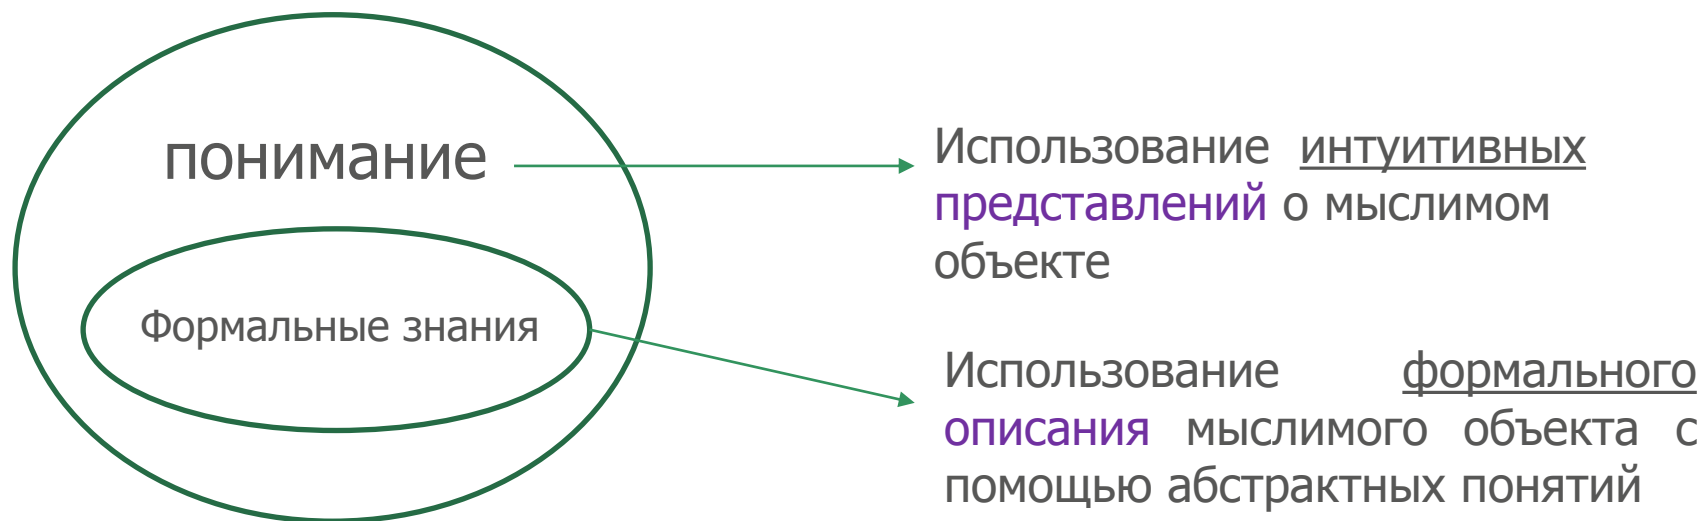 понимание
Формальные знания
Использование интуитивных
представлений о мыслимом
объекте
Использование формального
описания мыслимого объекта с
помощью абстрактных понятий